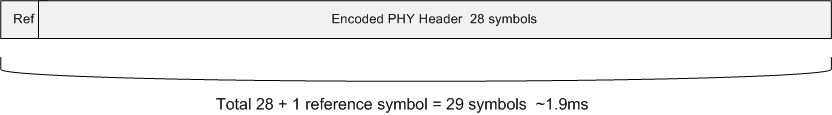 Ref Encoded PHY Header 28 symbols
Total 28 + 1 reference symbol = 29 symbols ~1.9ms